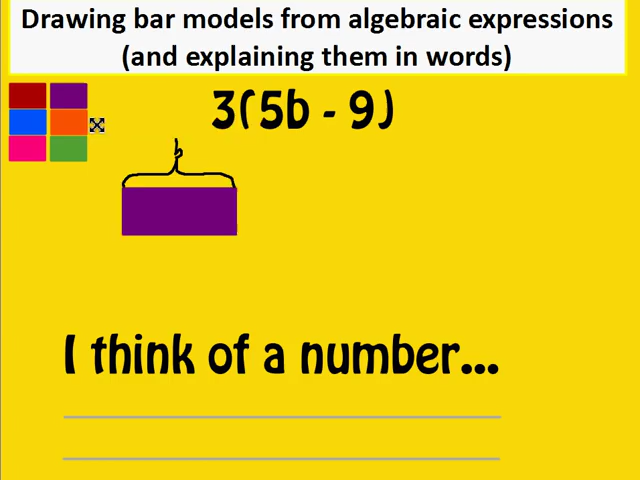 Drawing bar models from algebraic expressions
(and explaining them in words)
3(5b - 9)
b
I think of a number...